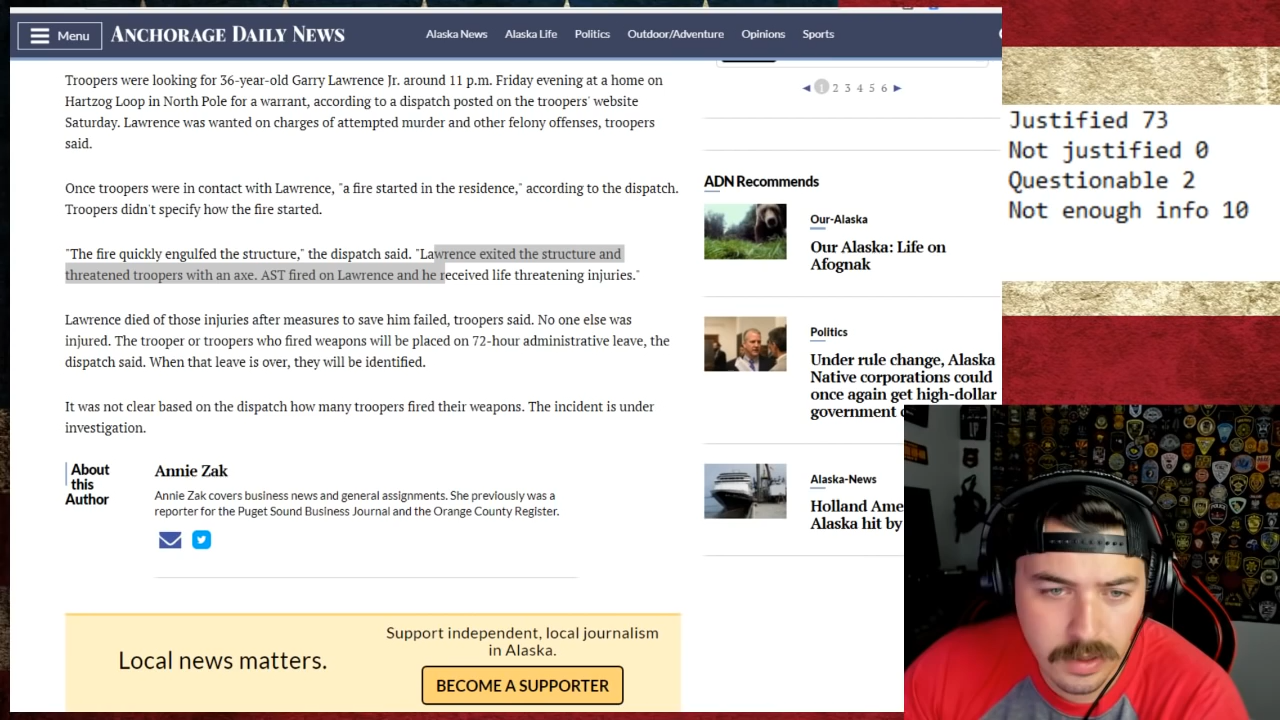 Menu
ANCHORAGE DAILY NEWS
Alaska News
Alaska Life
Politics
Outdoor/Adventure
Opinions
Sports
Troopers were looking for 36-year-old Garry Lawrence Jr. around 11 p.m. Friday evening at a home on
Hartzog Loop in North Pole for a warrant, according to a dispatch posted on the troopers' website
Saturday. Lawrence was wanted on charges of attempted murder and other felony offenses, troopers
said.
Once troopers were in contact with Lawrence, "a fire started in the residence," according to the dispatch.
Troopers didn't specify how the fire started.
"The fire quickly engulfed the structure," the dispatch said. "Lawrence exited the structure and
threatened troopers with an axe. AST fired on Lawrence and he received life threatening injuries."
Lawrence died of those injuries after measures to save him failed, troopers said. No one else was
injured. The trooper or troopers who fired weapons will be placed on 72-hour administrative leave, the
dispatch said. When that leave is over, they will be identified.
It was not clear based on the dispatch how many troopers fired their weapons. The incident is under
investigation.
About
this
Author
Annie Zak
Annie Zak covers business news and general assignments. She previously was a
reporter for the Puget Sound Business Journal and the Orange County Register.
Local news matters.
Support independent, local journalism
in Alaska.
BECOME A SUPPORTER
◄ 1 2 3 4 5 6 ►
ADN Recommends
Our-Alaska
Our Alaska: Life on
Afognak
Politics
Under rule change, Alaska
Native corporations could
once again get high-dollar
government
Alaska-News
Holland Ame
Alaska hit by
Justified 73
Not justified 0
Questionable 2
Not enough info 10